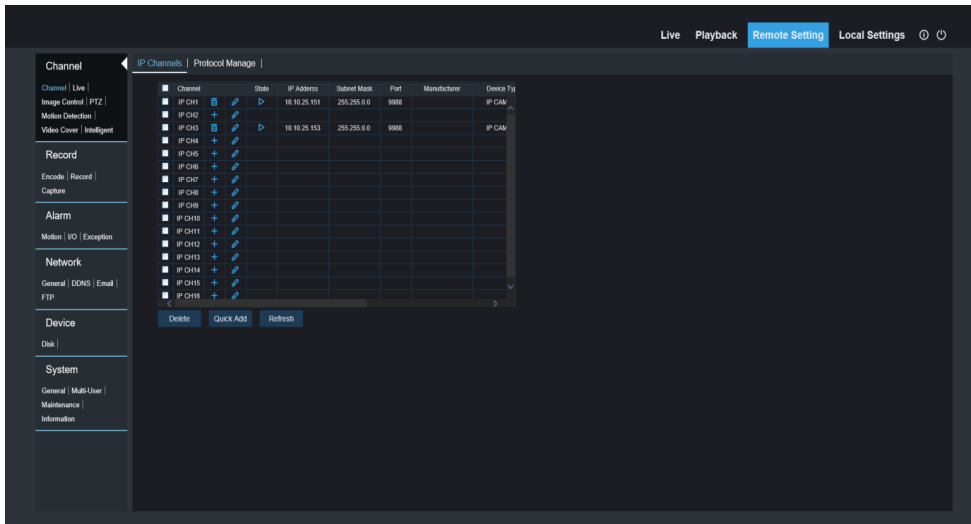 Live Playback Remote Setting Local Settings
Channel
Channel | Live |
Image Control | PTZ |
Motion Detection |
Video Cover | Intelligent
Record
Encode | Record |
Capture
Alarm
Motion | I/O | Exception
Network
General | DDNS | Email |
FTP
Device
Disk |
System
General | Multi-User |
Maintenance |
Information
IP Channels | Protocol Manage |
Channel State IP Adderss Subnet Mask Port Manufacturer Device Typ
IP CH1 10.10.25.151 255.255.0.0 9988 IP CAM
IP CH2
IP CH3 10.10.25.153 255.255.0.0 9988 IP CAM
IP CH4
IP CH5
IP CH6
IP CH7
IP CH8
IP CH9
IP CH10
IP CH11
IP CH12
IP CH13
IP CH14
IP CH15
IP CH16
Delete Quick Add Refresh